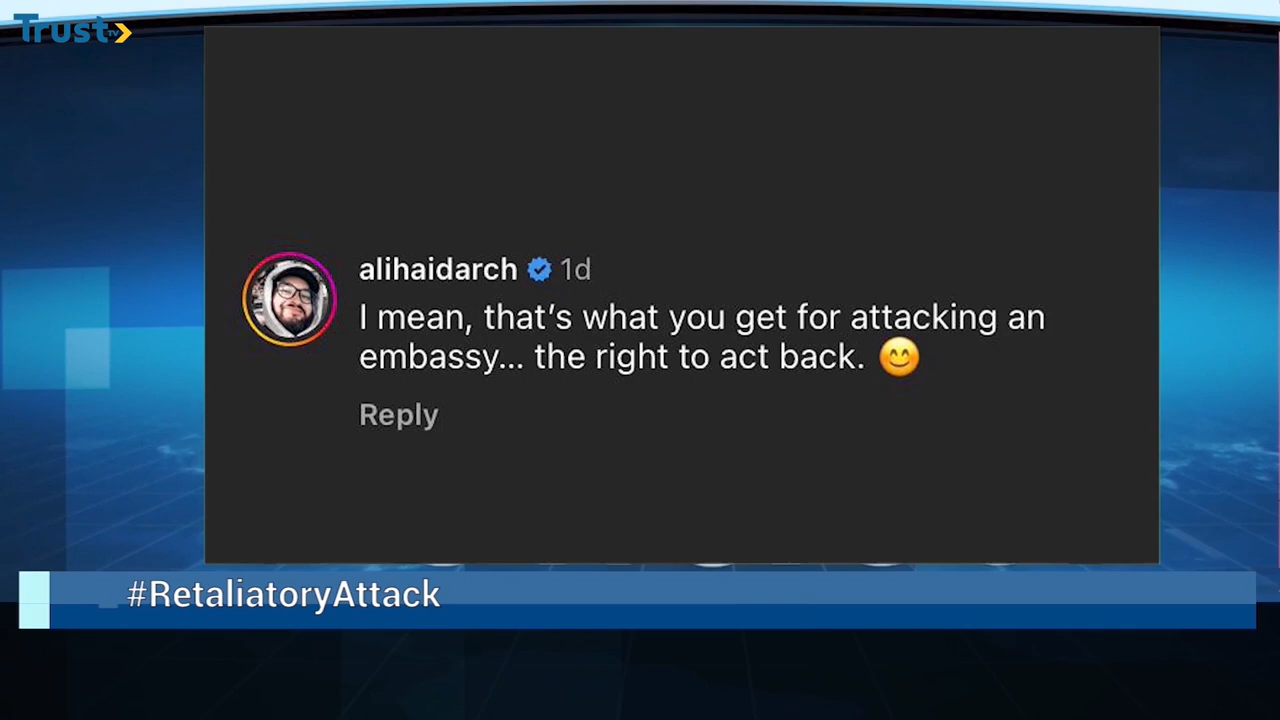 Trust TV
alihaidarch 1d
I mean, that’s what you get for attacking an
embassy... the right to act back. 😊
Reply
#RetaliatoryAttack